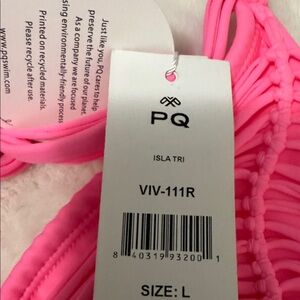 Just like you, PQ cares to help
preserve the future of our planet.
As a company we are focused
sing environmentally-friendly process
Printed on recycled materials
Please recycle after use.
www.pqswim.com
PQ
ISLA TRI
VIV-111R
8 40319 93200 1
SIZE: L